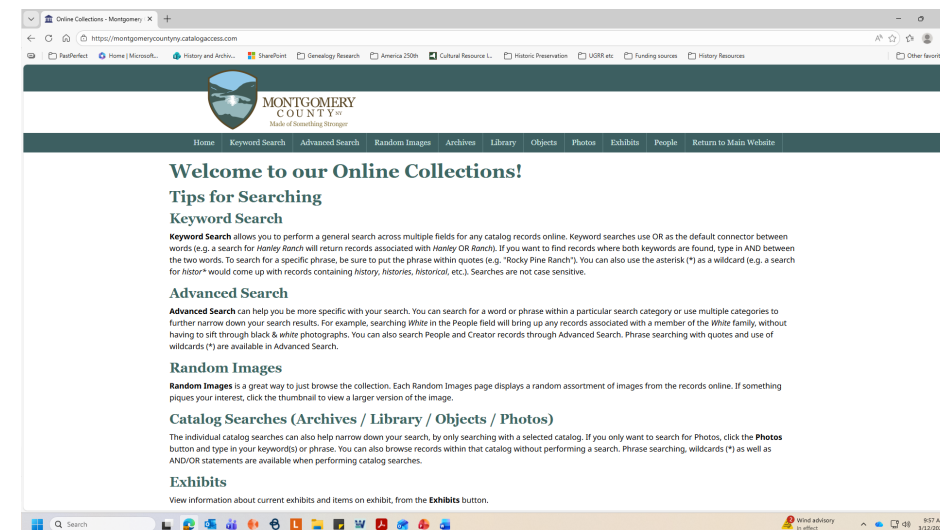 Online Collections - Montgomery
https://montgomerycountyny.catalogaccess.com
PastPerfect Home | Microsoft... History and Archiv... SharePoint Genealogy Research America 250th Cultural Resource L... Historic Preservation UGRR etc. Funding sources History Resources Other favorit
MONTGOMERY
COUNTY NY
Made of Something Stronger
Home Keyword Search Advanced Search Random Images Archives Library Objects Photos Exhibits People Return to Main Website
Welcome to our Online Collections!
Tips for Searching
Keyword Search
Keyword Search allows you to perform a general search across multiple fields for any catalog records online. Keyword searches use OR as the default connector between
words (e.g. a search for Hanley Ranch will return records associated with Hanley OR Ranch). If you want to find records where both keywords are found, type in AND between
the two words. To search for a specific phrase, be sure to put the phrase within quotes (e.g. "Rocky Pine Ranch"). You can also use the asterisk (*) as a wildcard (e.g. a search
for histor* would come up with records containing history, histories, historical, etc.). Searches are not case sensitive.
Advanced Search
Advanced Search can help you be more specific with your search. You can search for a word or phrase within a particular search category or use multiple categories to
further narrow down your search results. For example, searching White in the People field will bring up any records associated with a member of the White family, without
having to sift through black & white photographs. You can also search People and Creator records through Advanced Search. Phrase searching with quotes and use of
wildcards (*) are available in Advanced Search.
Random Images
Random Images is a great way to just browse the collection. Each Random Images page displays a random assortment of images from the records online. If something
piques your interest, click the thumbnail to view a larger version of the image.
Catalog Searches (Archives / Library / Objects / Photos)
The individual catalog searches can also help narrow down your search, by only searching with a selected catalog. If you only want to search for Photos, click the Photos
button and type in your keyword(s) or phrase. You can also browse records within that catalog without performing a search. Phrase searching, wildcards (*) as well as
AND/OR statements are available when performing catalog searches.
Exhibits
View information about current exhibits and items on exhibit, from the Exhibits button.
Search
Wind advisory
In effect
9:57 A
3/12/20